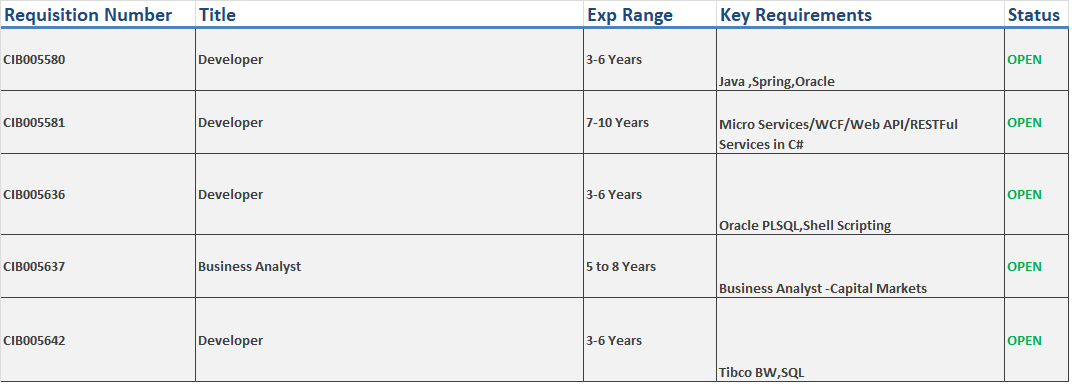 Requisition Number Title Exp Range Key Requirements Status
CIB005580 Developer 3-6 Years Java ,Spring,Oracle OPEN
CIB005581 Developer 7-10 Years Micro Services/WCF/Web API/RESTFul OPEN
Services in C#
CIB005636 Developer 3-6 Years Oracle PLSQL,Shell Scripting OPEN
CIB005637 Business Analyst 5 to 8 Years Business Analyst -Capital Markets OPEN
CIB005642 Developer 3-6 Years Tibco BW,SQL OPEN